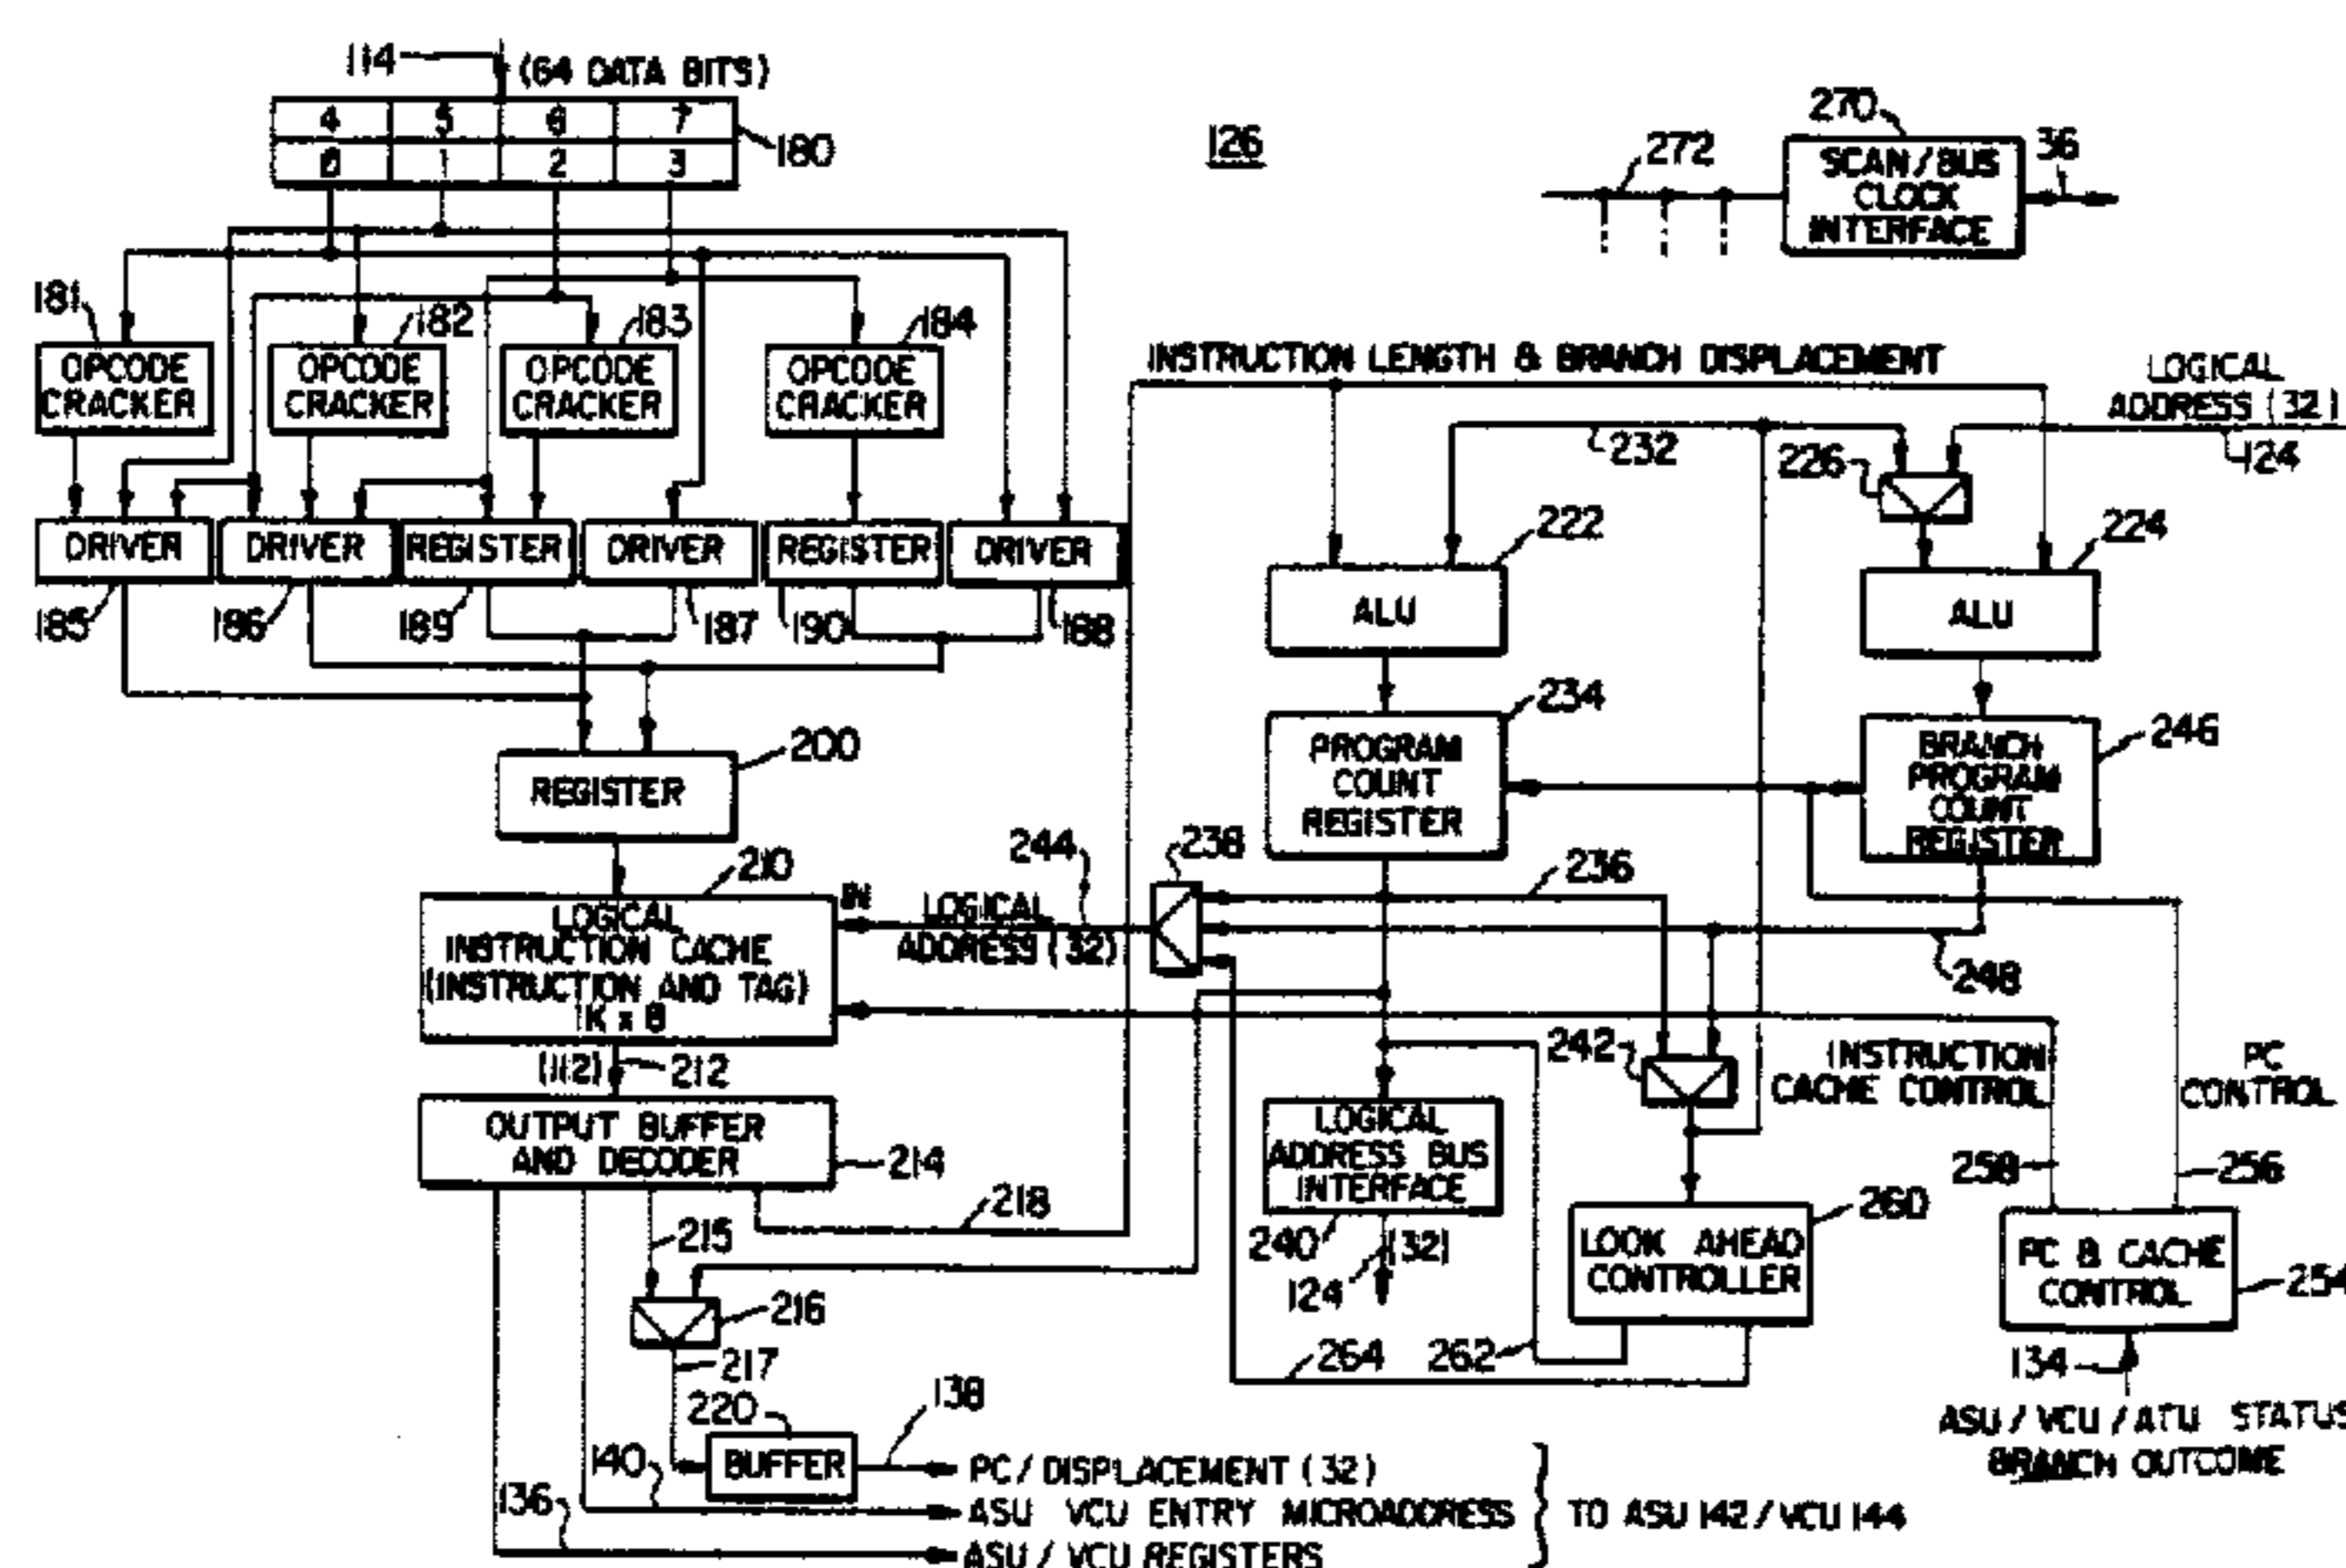 114
(64 DATA BITS)
4 5 6 7
0 1 2 3
180
126
270
272
SCAN/BUS
CLOCK
INTERFACE
36
181
182
183
184
OPCODE
CRACKER
OPCODE
CRACKER
OPCODE
CRACKER
OPCODE
CRACKER
INSTRUCTION LENGTH & BRANCH DISPLACEMENT
LOGICAL
ADDRESS (32)
124
232
226
DRIVER
DRIVER
REGISTER
DRIVER
REGISTER
DRIVER
185
186
189
187
190
188
222
ALU
224
ALU
200
REGISTER
234
PROGRAM
COUNT
REGISTER
246
BRANCH
PROGRAM
COUNT
REGISTER
210
LOGICAL
INSTRUCTION CACHE
(INSTRUCTION AND TAG)
1K x 8
IN
244
LOGICAL
ADDRESS (32)
238
236
248
242
INSTRUCTION
CACHE CONTROL
PC
CONTROL
(112)
212
OUTPUT BUFFER
AND DECODER
214
LOGICAL
ADDRESS BUS
INTERFACE
240
(32)
124
258
256
218
215
216
217
260
LOOK AHEAD
CONTROLLER
262
264
PC & CACHE
CONTROL
254
134
ASU/VCU/ATU STATUS
BRANCH OUTCOME
220
BUFFER
138
140
136
PC/DISPLACEMENT (32)
ASU VCU ENTRY MICROADDRESS
ASU/VCU REGISTERS
TO ASU 142/VCU 144